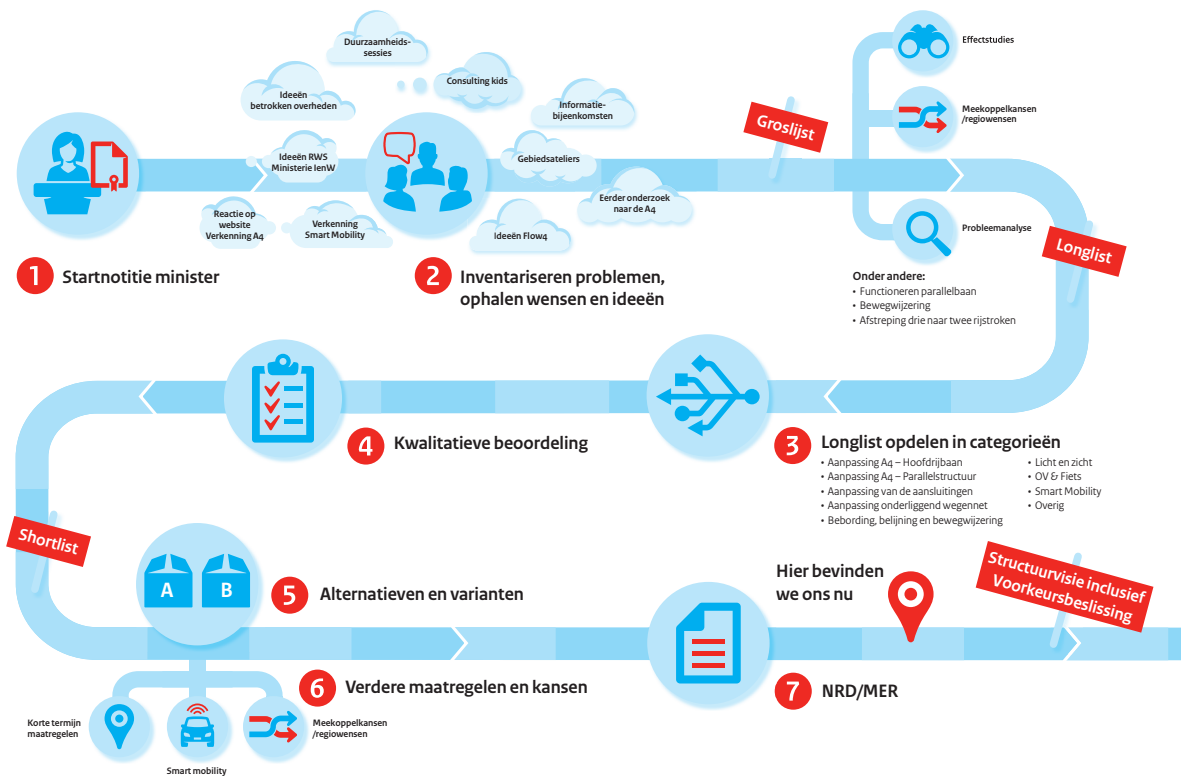 Duurzaamheids-
sessies
Consulting kids
Ideeën
betrokken overheden
Informatie-
bijeenkomsten
Ideeën RWS
Ministerie IenW
Gebiedsateliers
Eerder onderzoek
naar de A4
Reactie op
website
Verkenning A4
Verkenning
Smart Mobility
Ideeën Flow4
1 Startnotitie minister
2 Inventariseren problemen,
ophalen wensen en ideeën
Groslijst
Effectstudies
Meekoppelkansen
/regiowensen
Probleemanalyse
Onder andere:
• Functioneren parallelbaan
• Bewegwijzering
• Afstreping drie naar twee rijstroken
Longlist
3 Longlist opdelen in categorieën
• Aanpassing A4 – Hoofdrijbaan
• Aanpassing A4 – Parallelstructuur
• Aanpassing van de aansluitingen
• Aanpassing onderliggend wegennet
• Bebording, belijning en bewegwijzering
• Licht en zicht
• OV & Fiets
• Smart Mobility
• Overig
4 Kwalitatieve beoordeling
Shortlist
A B
5 Alternatieven en varianten
6 Verdere maatregelen en kansen
Korte termijn
maatregelen
Smart mobility
Meekoppelkansen
/regiowensen
7 NRD/MER
Hier bevinden
we ons nu
Structuurvisie inclusief
Voorkeursbeslissing